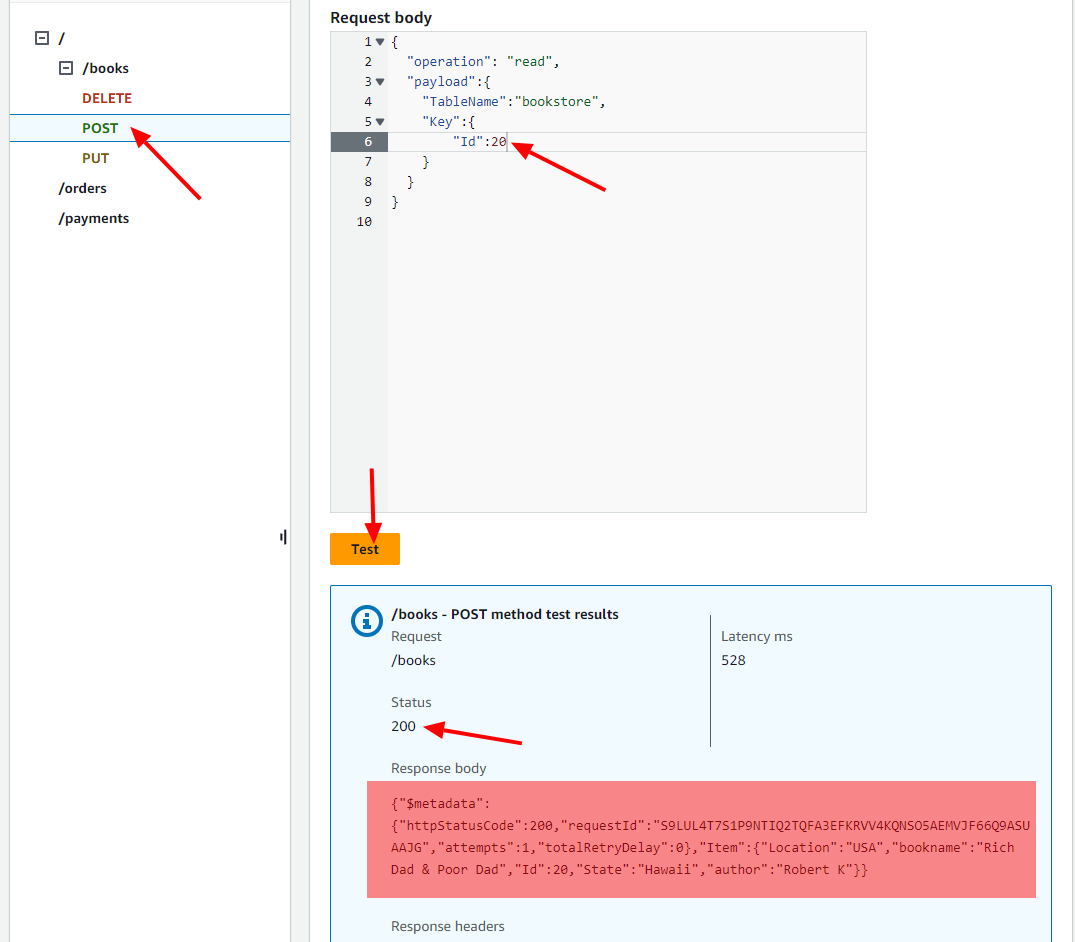 /
/books
DELETE
POST
PUT
/orders
/payments
Request body
1 {
2 "operation": "read",
3 "payload":{
4 "TableName":"bookstore",
5 "Key":{
6 "Id":20
7 }
8 }
9 }
10
Test
/books - POST method test results
Request
/books
Latency ms
528
Status
200
Response body
{"$metadata":
{"httpStatusCode":200,"requestId":"S9LUL4T7S1P9NTIQ2TQFA3EFKRVV4KQNSO5AEMVJF66Q9ASU
AAJG","attempts":1,"totalRetryDelay":0},"Item":{"Location":"USA","bookname":"Rich
Dad & Poor Dad","Id":20,"State":"Hawaii","author":"Robert K"}}
Response headers